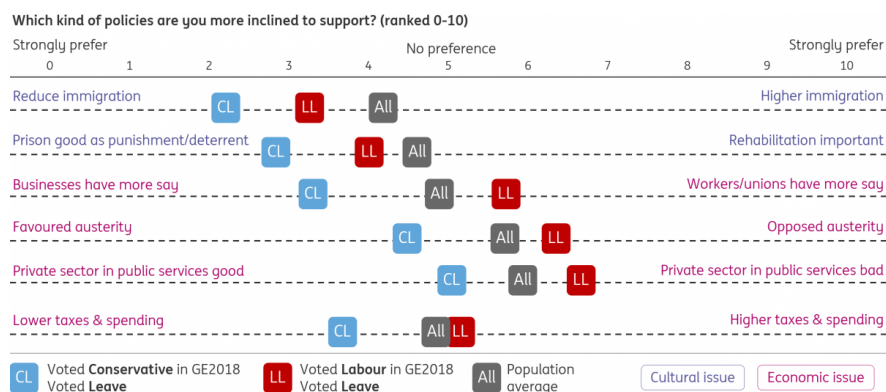 Which kind of policies are you more inclined to support? (ranked 0-10)
Strongly prefer No preference Strongly prefer
0 1 2 3 4 5 6 7 8 9 10
Reduce immigration CL LL All Higher immigration
Prison good as punishment/deterrent CL LL All Rehabilitation important
Businesses have more say CL All LL Workers/unions have more say
Favoured austerity CL All LL Opposed austerity
Private sector in public services good CL All LL Private sector in public services bad
Lower taxes & spending CL All LL Higher taxes & spending
CL Voted Conservative in GE2018 LL Voted Labour in GE2018 All Population
Voted Leave Voted Leave average Cultural issue Economic issue